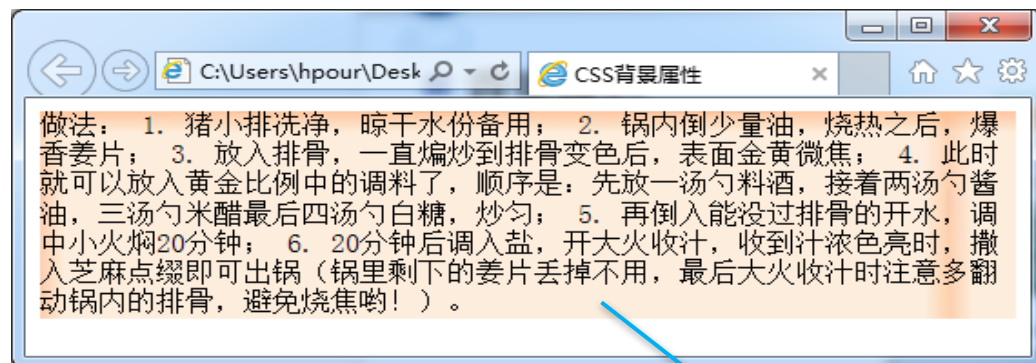 C:\Users\hpour\Desk
CSS背景属性
做法： 1. 猪小排洗净，晾干水份备用； 2. 锅内倒少量油，烧热之后，爆
香姜片； 3. 放入排骨，一直煸炒到排骨变色后，表面金黄微焦； 4. 此时
就可以放入黄金比例中的调料了，顺序是：先放一汤勺料酒，接着两汤勺酱
油，三汤勺米醋最后四汤勺白糖，炒匀； 5. 再倒入能没过排骨的开水，调
中小火焖20分钟； 6. 20分钟后调入盐，开大火收汁，收到汁浓色亮时，撒
入芝麻点缀即可出锅（锅里剩下的姜片丢掉不用，最后大火收汁时注意多翻
动锅内的排骨，避免烧焦哟！）。